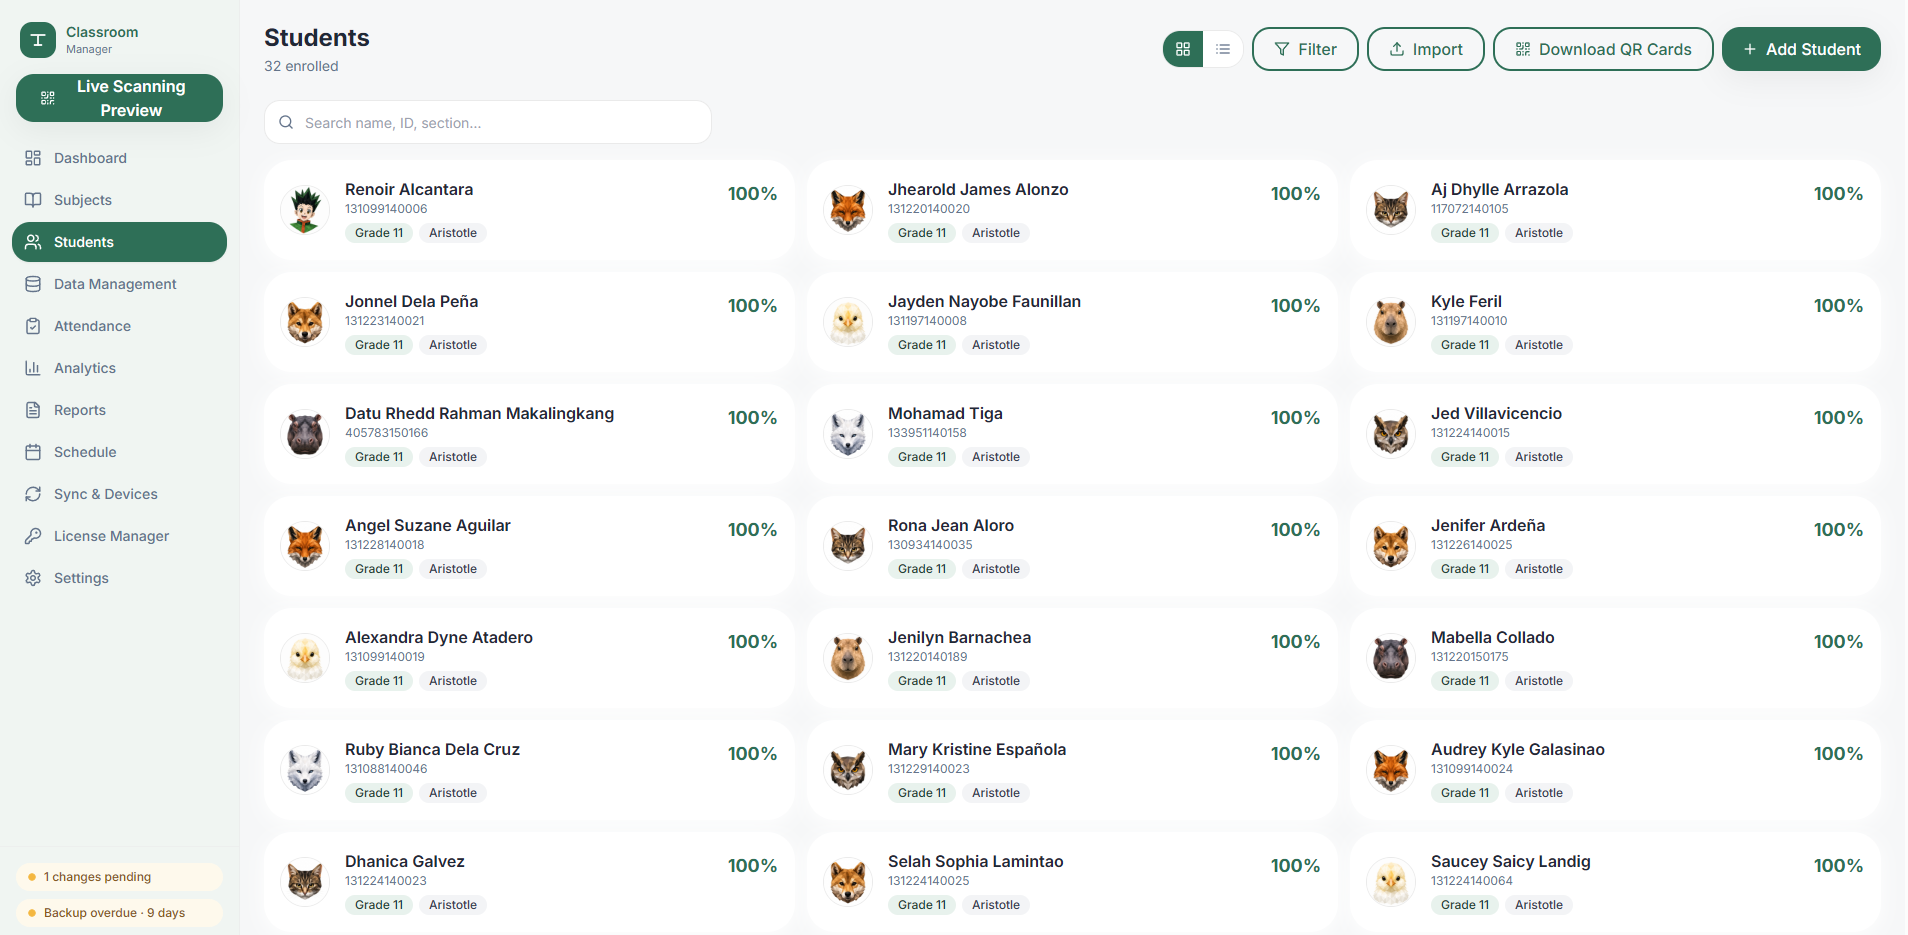 Classroom
Manager
Live Scanning
Preview
Dashboard
Subjects
Students
Data Management
Attendance
Analytics
Reports
Schedule
Sync & Devices
License Manager
Settings
1 changes pending
Backup overdue · 9 days
Students
32 enrolled
Filter
Import
Download QR Cards
+ Add Student
Search name, ID, section...
Renoir Alcantara
131099140006
Grade 11 Aristotle
100%
Jhearold James Alonzo
131220140020
Grade 11 Aristotle
100%
Aj Dhylle Arrazola
117072140105
Grade 11 Aristotle
100%
Jonnel Dela Peña
131223140021
Grade 11 Aristotle
100%
Jayden Nayobe Faunillan
131197140008
Grade 11 Aristotle
100%
Kyle Feril
131197140010
Grade 11 Aristotle
100%
Datu Rhedd Rahman Makalingkang
405783150166
Grade 11 Aristotle
100%
Mohamad Tiga
133951140158
Grade 11 Aristotle
100%
Jed Villavicencio
131224140015
Grade 11 Aristotle
100%
Angel Suzane Aguilar
131228140018
Grade 11 Aristotle
100%
Rona Jean Aloro
130934140035
Grade 11 Aristotle
100%
Jenifer Ardeña
131226140025
Grade 11 Aristotle
100%
Alexandra Dyne Atadero
131099140019
Grade 11 Aristotle
100%
Jenilyn Barnachea
131220140189
Grade 11 Aristotle
100%
Mabella Collado
131220150175
Grade 11 Aristotle
100%
Ruby Bianca Dela Cruz
131088140046
Grade 11 Aristotle
100%
Mary Kristine Española
131229140023
Grade 11 Aristotle
100%
Audrey Kyle Galasinao
131099140024
Grade 11 Aristotle
100%
Dhanica Galvez
131224140023
Grade 11 Aristotle
100%
Selah Sophia Lamintao
131224140025
Grade 11 Aristotle
100%
Saucey Saicy Landig
131224140064
Grade 11 Aristotle
100%